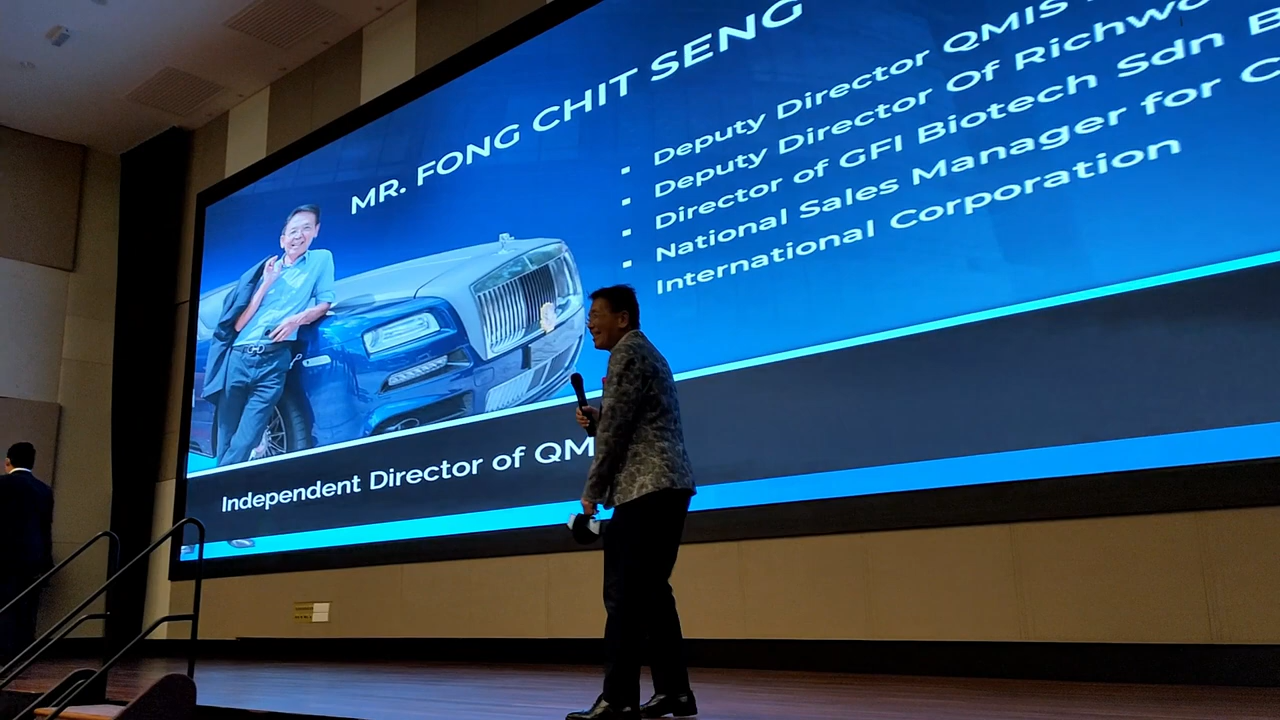 MR. FONG CHIT SENG
Deputy Director QMIS
Deputy Director Of Richwo
Director of GFI Biotech Sdn B
National Sales Manager for C
International Corporation
Independent Director of QM